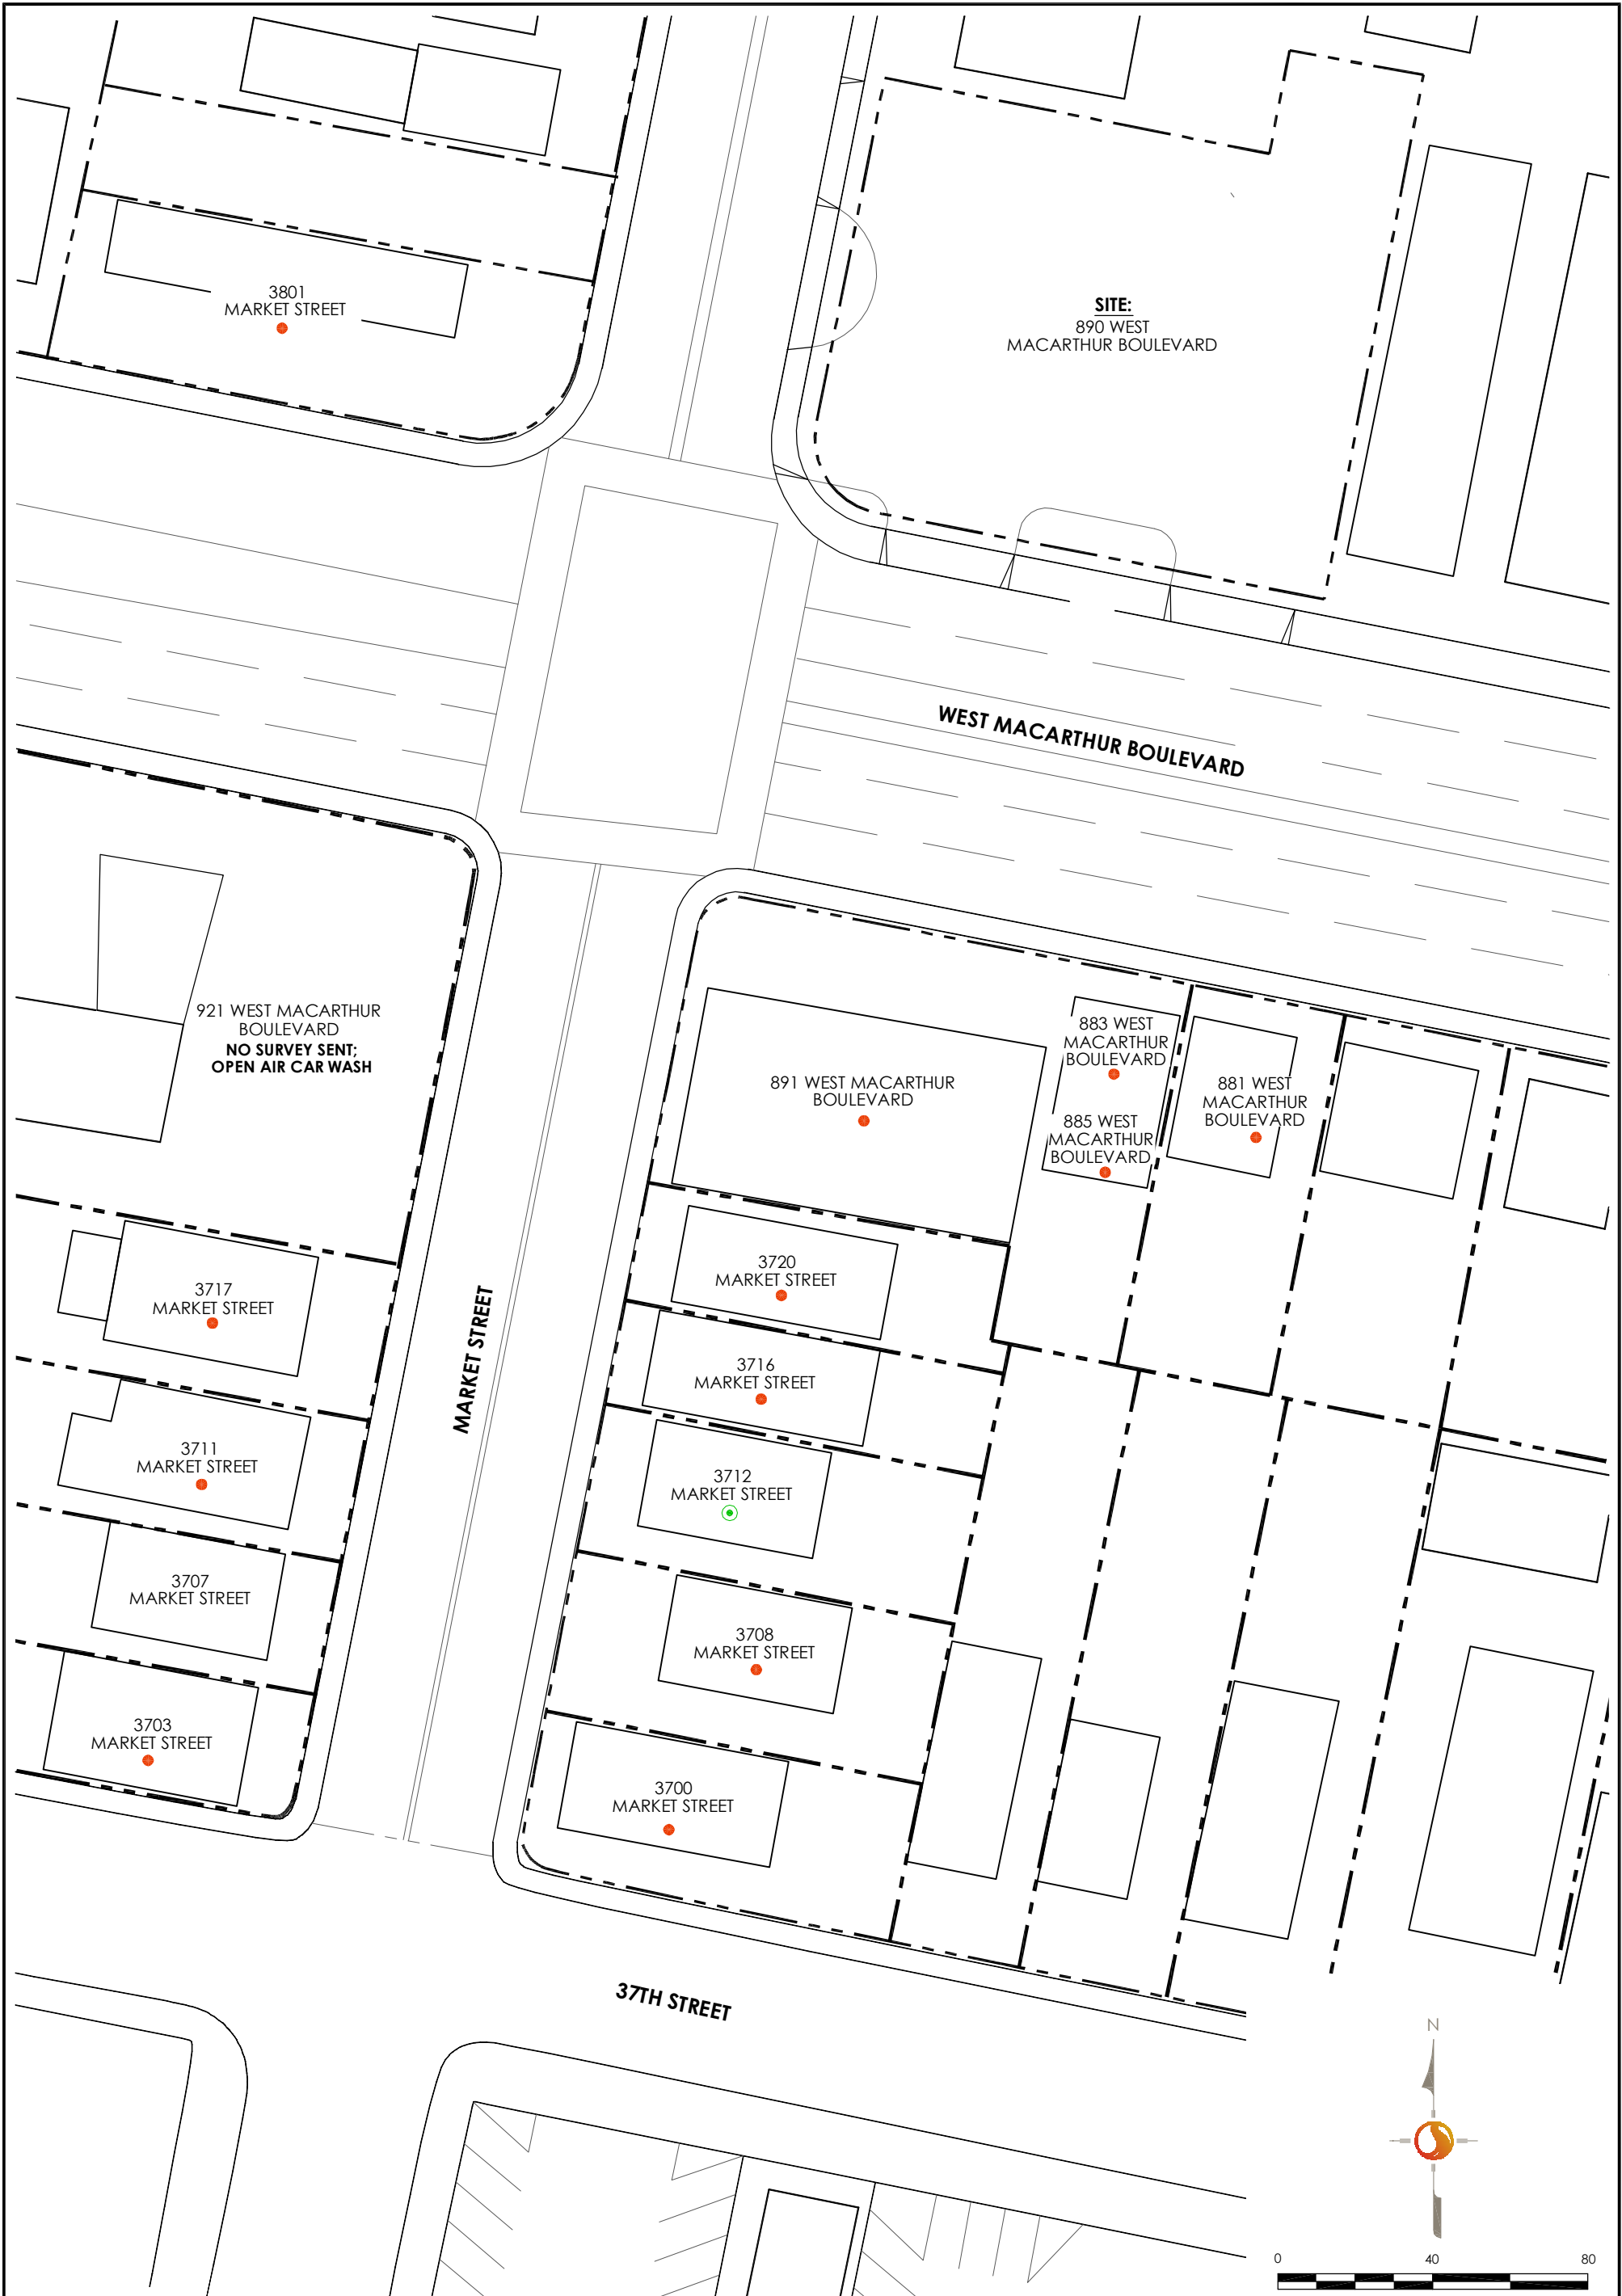 3801
MARKET STREET
SITE:
890 WEST
MACARTHUR BOULEVARD
WEST MACARTHUR BOULEVARD
921 WEST MACARTHUR
BOULEVARD
NO SURVEY SENT;
OPEN AIR CAR WASH
891 WEST MACARTHUR
BOULEVARD
883 WEST
MACARTHUR
BOULEVARD
885 WEST
MACARTHUR
BOULEVARD
881 WEST
MACARTHUR
BOULEVARD
3717
MARKET STREET
MARKET STREET
3720
MARKET STREET
3716
MARKET STREET
3711
MARKET STREET
3712
MARKET STREET
3707
MARKET STREET
3708
MARKET STREET
3703
MARKET STREET
3700
MARKET STREET
37TH STREET
N
0 40 80